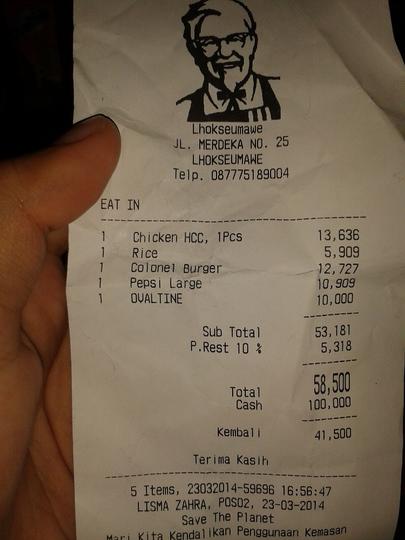 Lhokseumawe
JL. MERDEKA NO. 25
LHOKSEUMAWE
Telp. 087775189004
EAT IN
1 Chicken HCC, 1Pcs 13,636
1 Rice 5,909
1 Colonel Burger 12,727
1 Pepsi Large 10,909
1 OVALTINE 10,000
Sub Total 53,181
P.Rest 10 % 5,318
Total 58,500
Cash 100,000
Kembali 41,500
Terima Kasih
5 Items, 23032014-59696 16:56:47
LISMA ZAHRA, POS02, 23-03-2014
Save The Planet
Mari Kita Kendalikan Penggunaan Kemasan